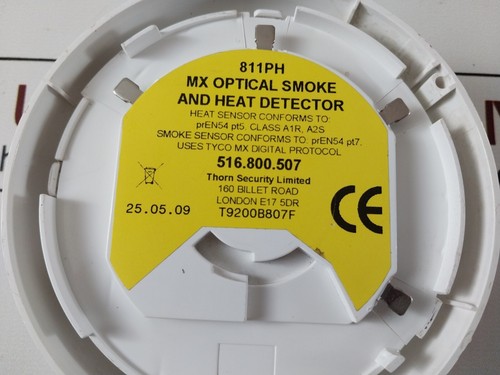 811PH
MX OPTICAL SMOKE
AND HEAT DETECTOR
HEAT SENSOR CONFORMS TO:
prEN54 pt5, CLASS A1R, A2S
SMOKE SENSOR CONFORMS TO: prEN54 pt7.
USES TYCO MX DIGITAL PROTOCOL
516.800.507
Thorn Security Limited
160 BILLET ROAD
LONDON E17 5DR
25.05.09
T9200B807F
CE